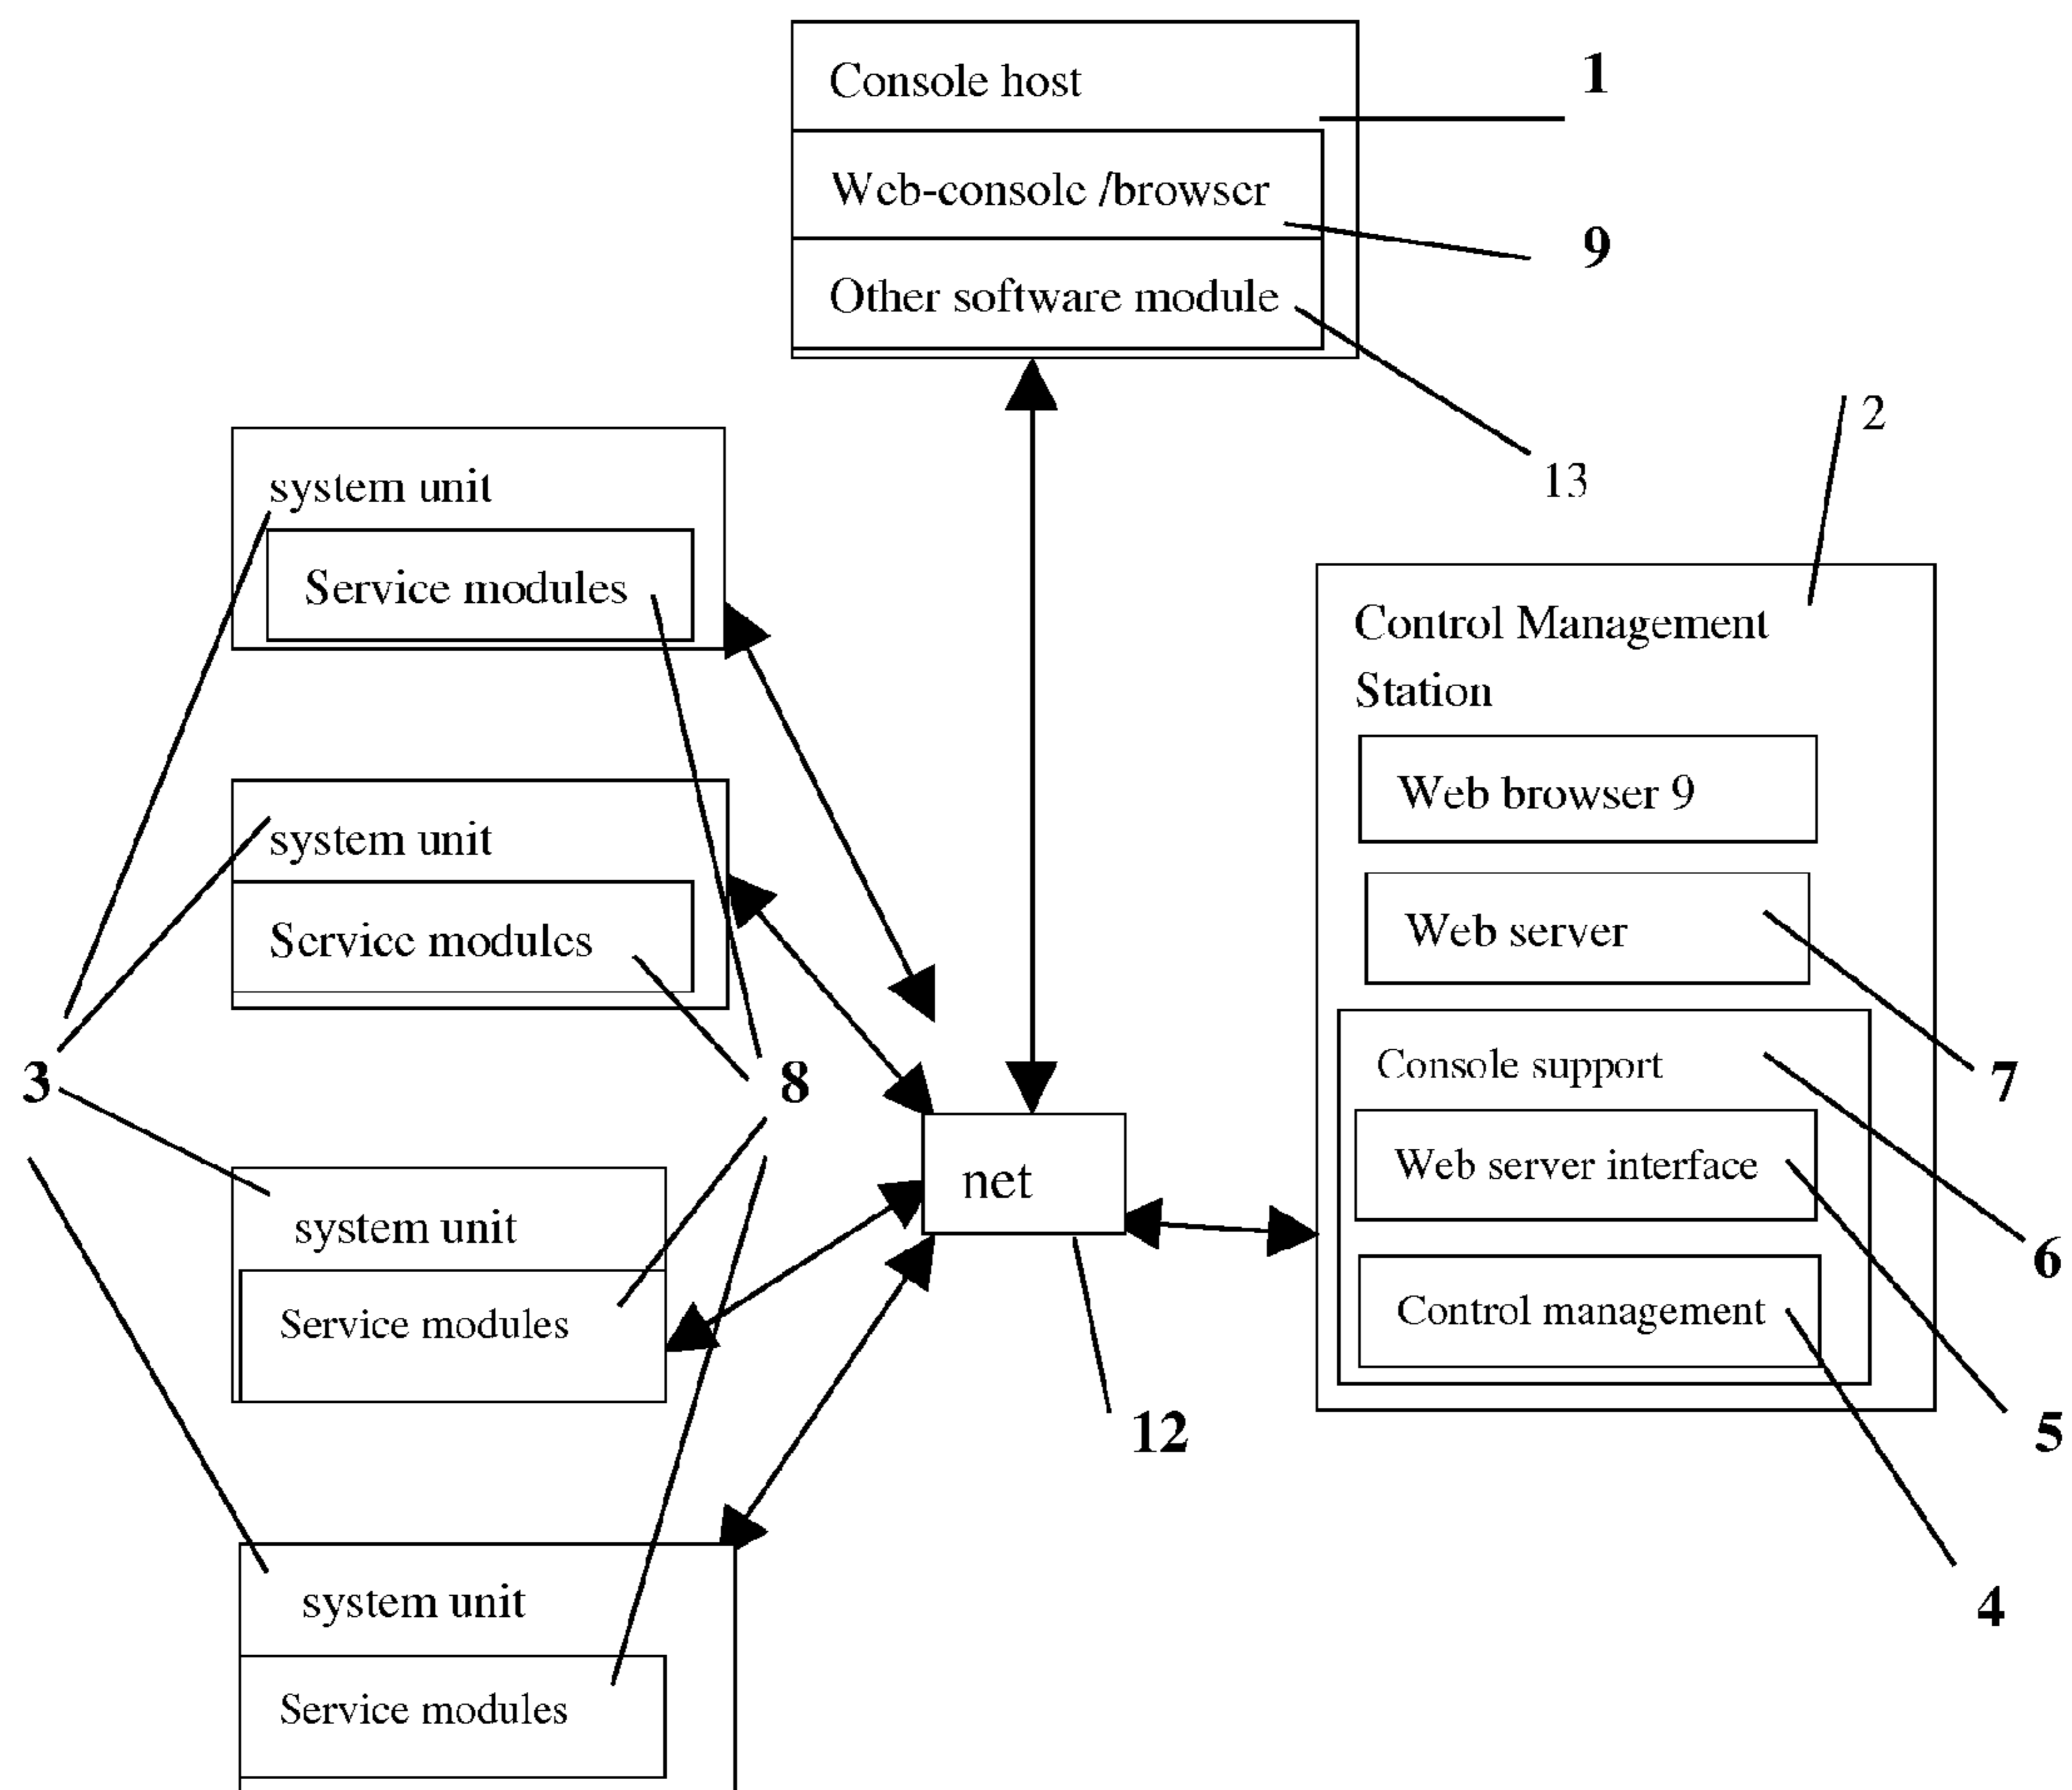 Console host
1
Web-console /browser
9
Other software module
13
2
system unit
Service modules
Control Management
Station
Web browser 9
system unit
Service modules
Web server
7
3
8
Console support
6
Web server interface
5
Control management
4
net
12
system unit
Service modules
system unit
Service modules